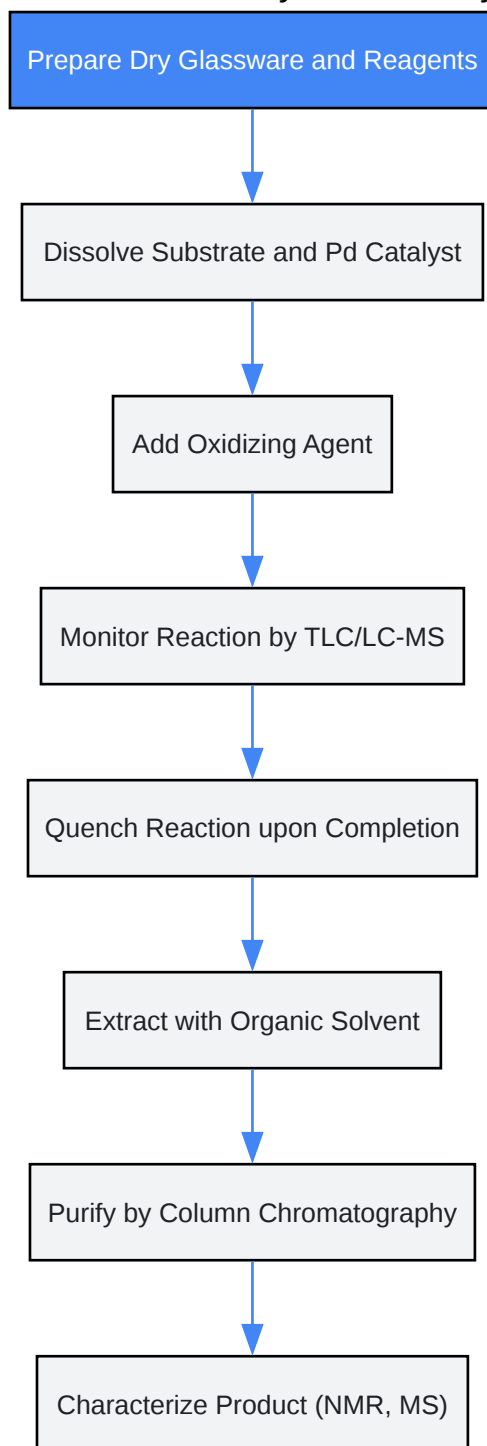 Prepare Dry Glassware and Reagents
Dissolve Substrate and Pd Catalyst
Add Oxidizing Agent
Monitor Reaction by TLC/LC-MS
Quench Reaction upon Completion
Extract with Organic Solvent
Purify by Column Chromatography
Characterize Product (NMR, MS)